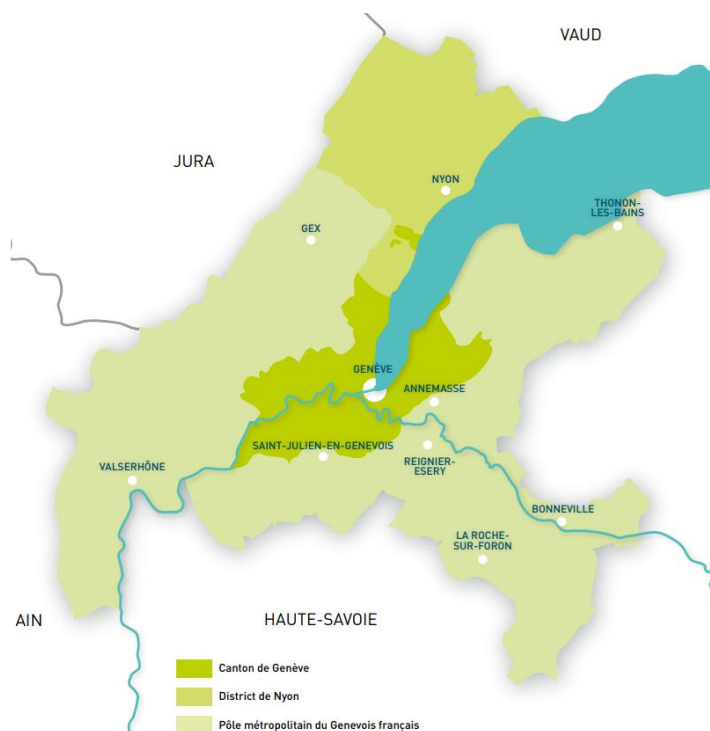 VAUD
JURA
NYON
THONON-
LES-BAINS
GEX
GENÈVE
ANNEMASSE
SAINT-JULIEN-EN-GENEVOIS
REIGNIER-
ESERY
VALSERHÔNE
BONNEVILLE
LA ROCHE-
SUR-FORON
AIN
HAUTE-SAVOIE
Canton de Genève
District de Nyon
Pôle métropolitain du Genevois français